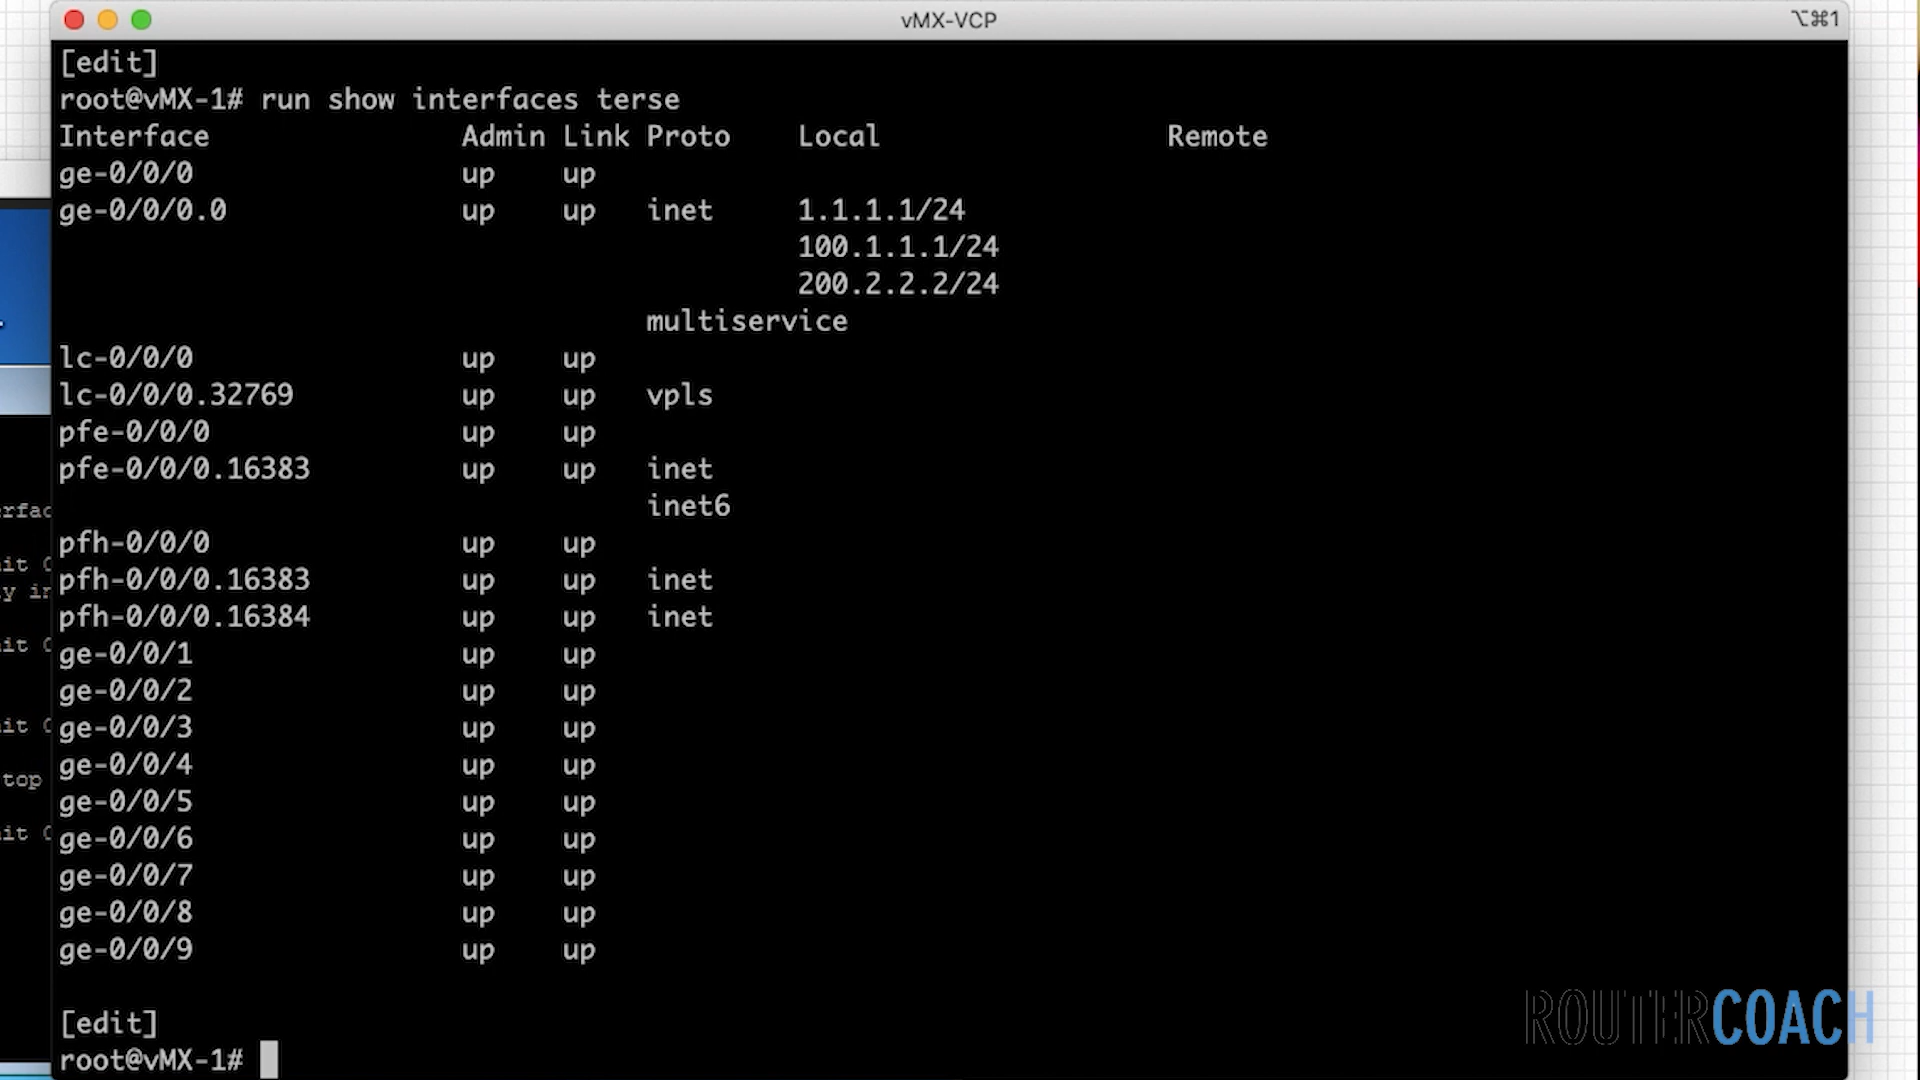 vMX-VCP
⌥⌘1
[edit]
root@vMX-1# run show interfaces terse
Interface Admin Link Proto Local Remote
ge-0/0/0 up up
ge-0/0/0.0 up up inet 1.1.1.1/24
100.1.1.1/24
200.2.2.2/24
multiservice
lc-0/0/0 up up
lc-0/0/0.32769 up up vpls
pfe-0/0/0 up up
pfe-0/0/0.16383 up up inet
inet6
pfh-0/0/0 up up
pfh-0/0/0.16383 up up inet
pfh-0/0/0.16384 up up inet
ge-0/0/1 up up
ge-0/0/2 up up
ge-0/0/3 up up
ge-0/0/4 up up
ge-0/0/5 up up
ge-0/0/6 up up
ge-0/0/7 up up
ge-0/0/8 up up
ge-0/0/9 up up
[edit]
root@vMX-1#
top
ROUTERCOACH